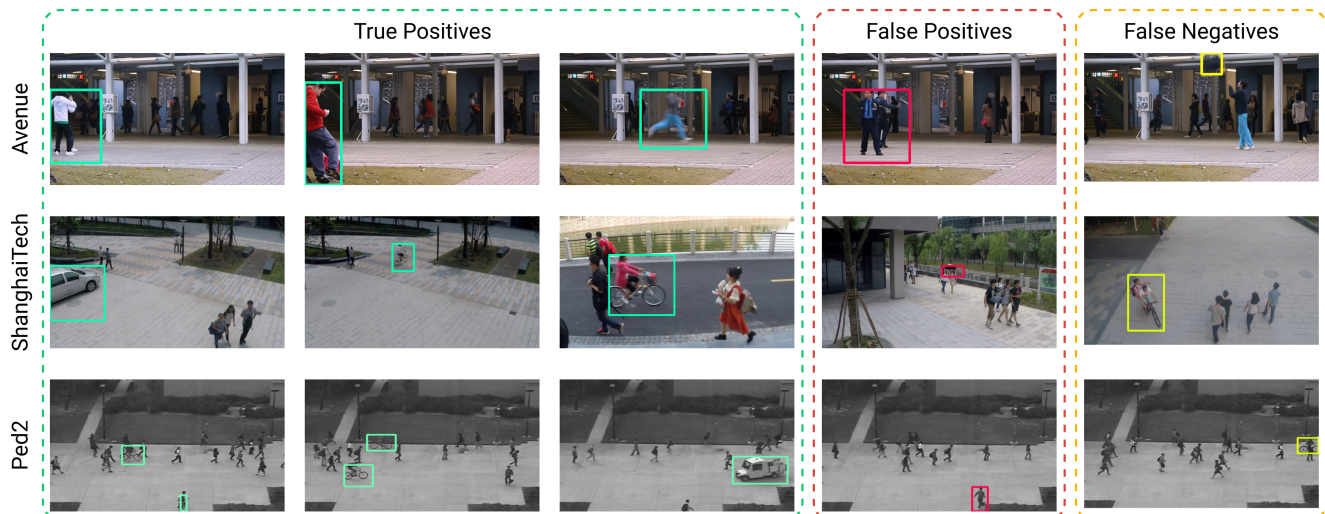 True Positives
False Positives
False Negatives
Avenue
ShanghaiTech
Ped2